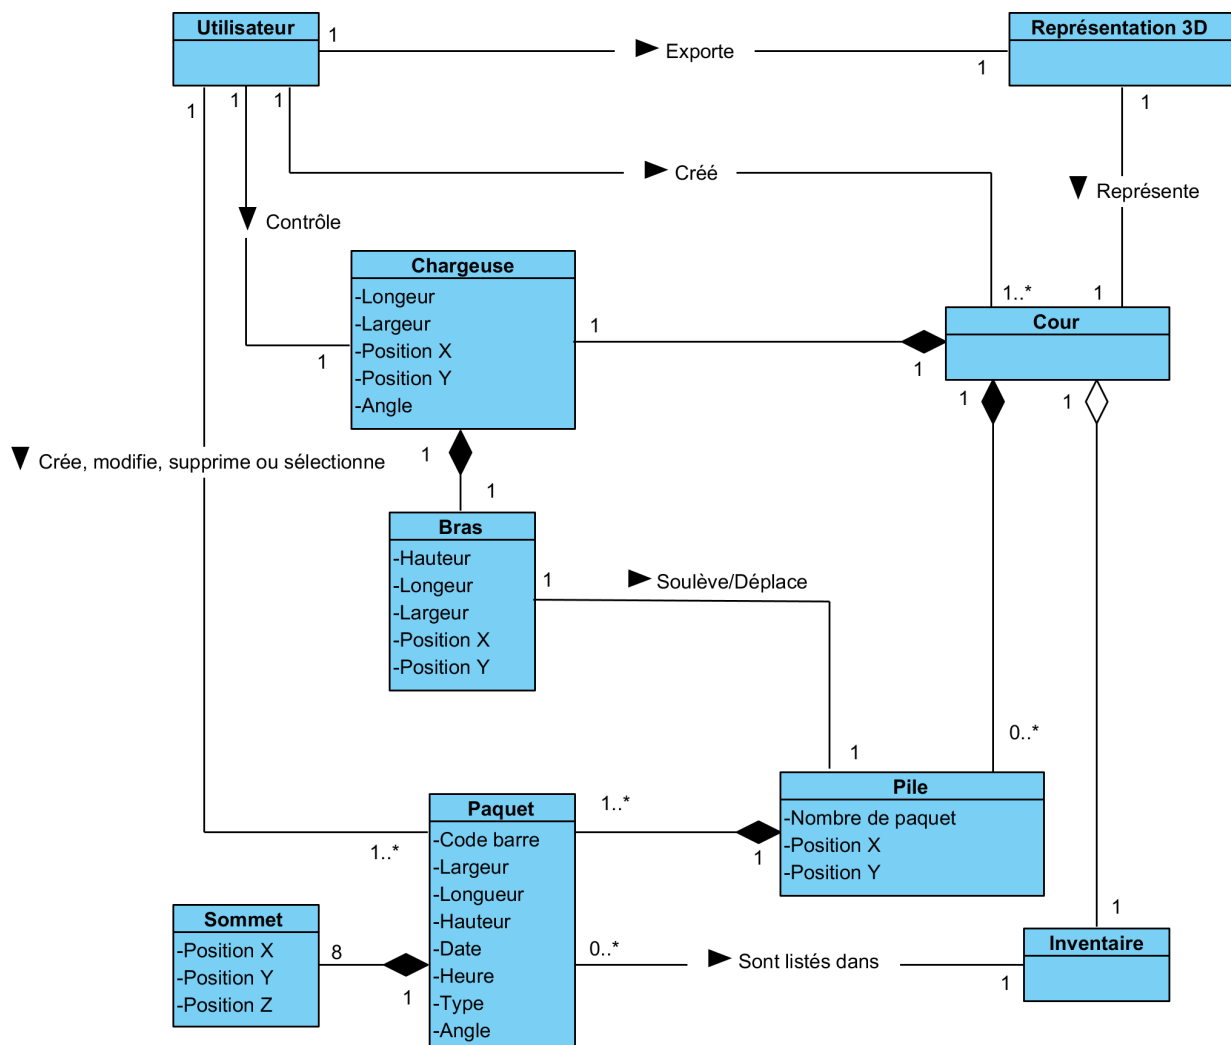 Utilisateur
1
Exporte
1
Représentation 3D
1
1
1
1
Créé
Représente
Contrôle
1..*
1
Chargeuse
-Longeur
-Largeur
-Position X
-Position Y
-Angle
1
1
1
Cour
1
1
Crée, modifie, supprime ou sélectionne
1
1
Bras
-Hauteur
-Longeur
-Largeur
-Position X
-Position Y
1
Soulève/Déplace
1
0..*
Pile
-Nombre de paquet
-Position X
-Position Y
1..*
1
1..*
Paquet
-Code barre
-Largeur
-Longueur
-Hauteur
-Date
-Heure
-Type
-Angle
Sommet
-Position X
-Position Y
-Position Z
8
1
0..*
Sont listés dans
1
1
Inventaire